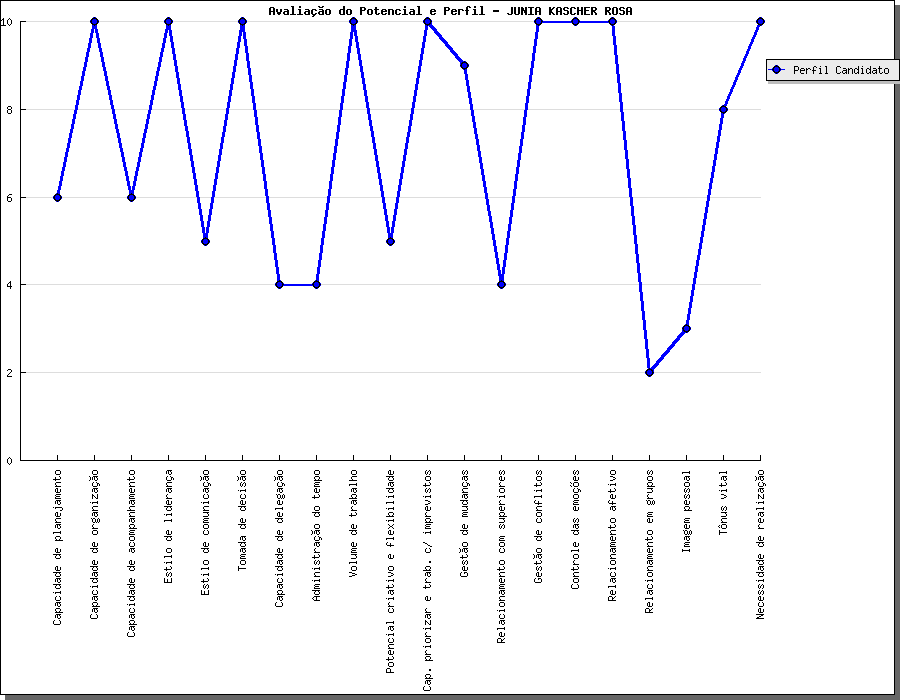 Avaliação do Potencial e Perfil - JUNIA KASCHER ROSA
10
8
6
4
2
0
Perfil Candidato
Capacidade de planejamento
Capacidade de organização
Capacidade de acompanhamento
Estilo de liderança
Estilo de comunicação
Tomada de decisão
Capacidade de delegação
Administração do tempo
Volume de trabalho
Potencial criativo e flexibilidade
Cap. priorizar e trab. c/ imprevistos
Gestão de mudanças
Relacionamento com superiores
Gestão de conflitos
Controle das emoções
Relacionamento afetivo
Relacionamento em grupos
Imagem pessoal
Tônus vital
Necessidade de realização